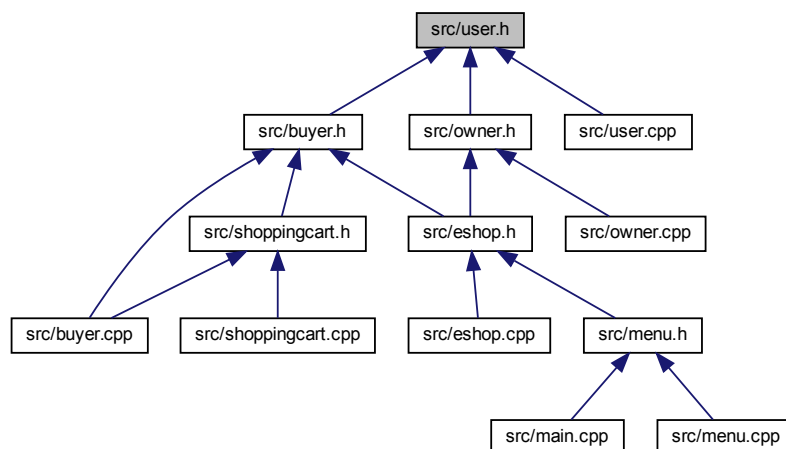 src/user.h
src/buyer.h
src/owner.h
src/user.cpp
src/shoppingcart.h
src/eshop.h
src/owner.cpp
src/buyer.cpp
src/shoppingcart.cpp
src/eshop.cpp
src/menu.h
src/main.cpp
src/menu.cpp